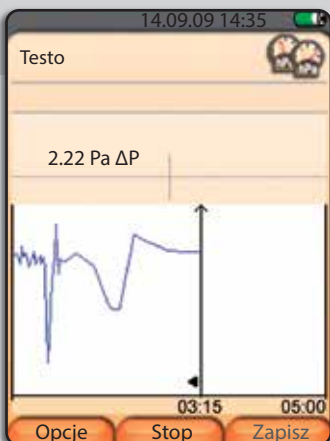 14.09.09 14:35
Testo
2.22 Pa ΔP
03:15 05:00
Opcje Stop Zapisz